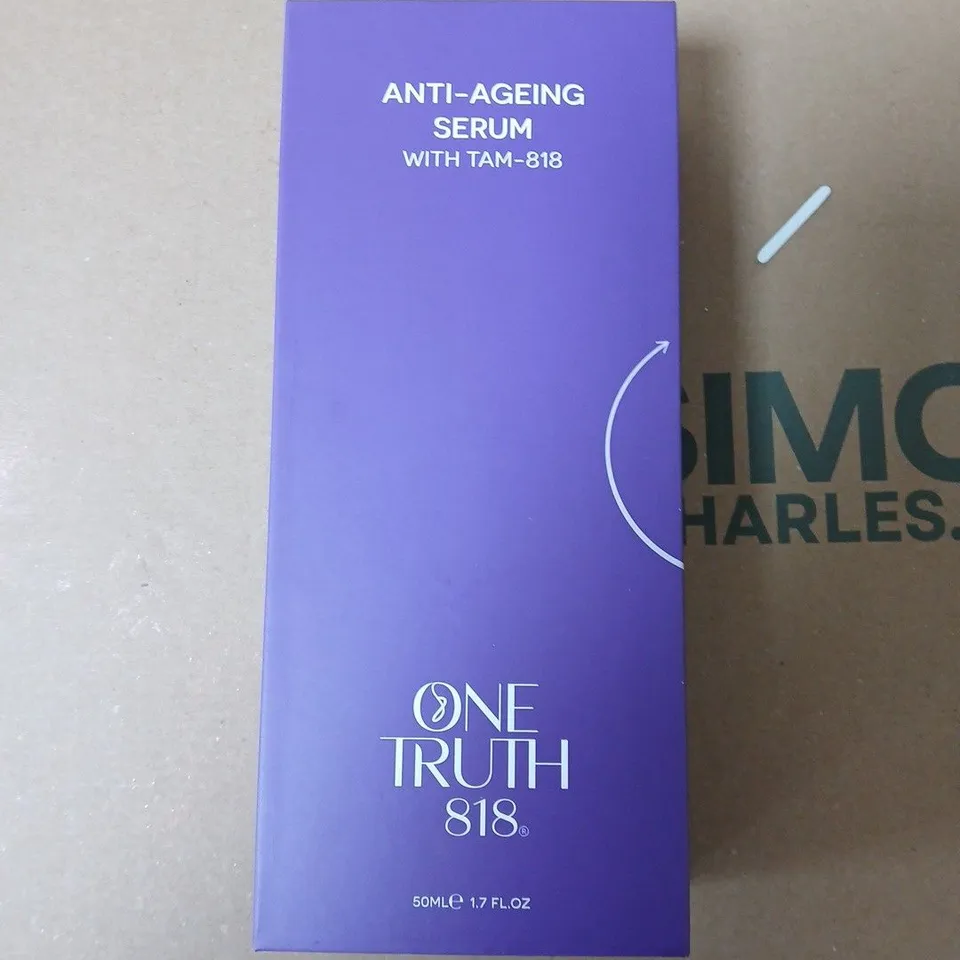 ANTI-AGEING
SERUM
WITH TAM-818
SIMO
HARLES.
ONE
TRUTH
818®
50ML℮ 1.7 FL.OZ